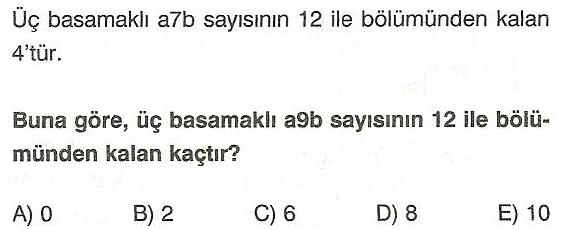 Üç basamaklı a7b sayısının 12 ile bölümünden kalan
4'tür.
Buna göre, üç basamaklı a9b sayısının 12 ile bölü-
münden kalan kaçtır?
A) 0 B) 2 C) 6 D) 8 E) 10